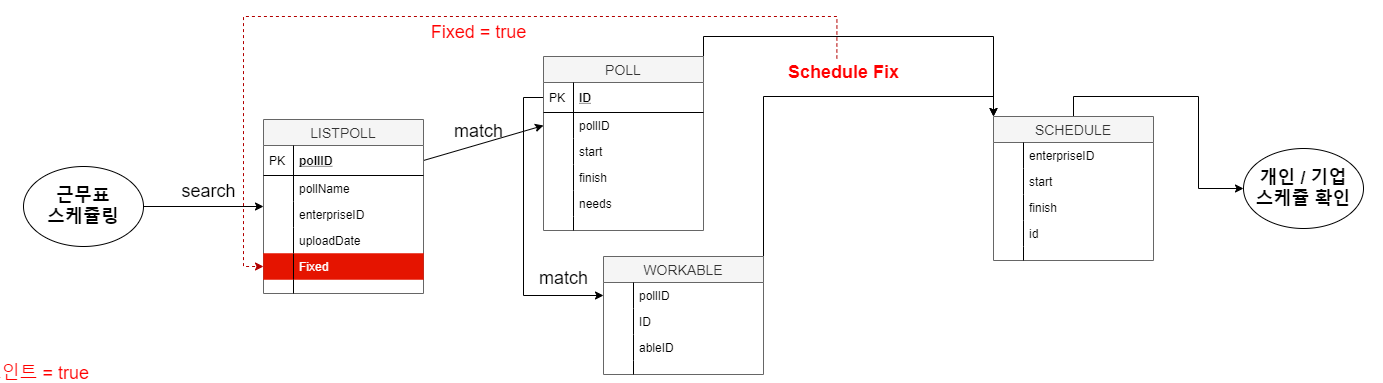 Fixed = true
Schedule Fix
근무표
스케쥴링
search
LISTPOLL
PK pollID
pollName
enterpriseID
uploadDate
Fixed
match
POLL
PK ID
pollID
start
finish
needs
match
WORKABLE
pollID
ID
ableID
SCHEDULE
enterpriseID
start
finish
id
개인 / 기업
스케쥴 확인
인트 = true